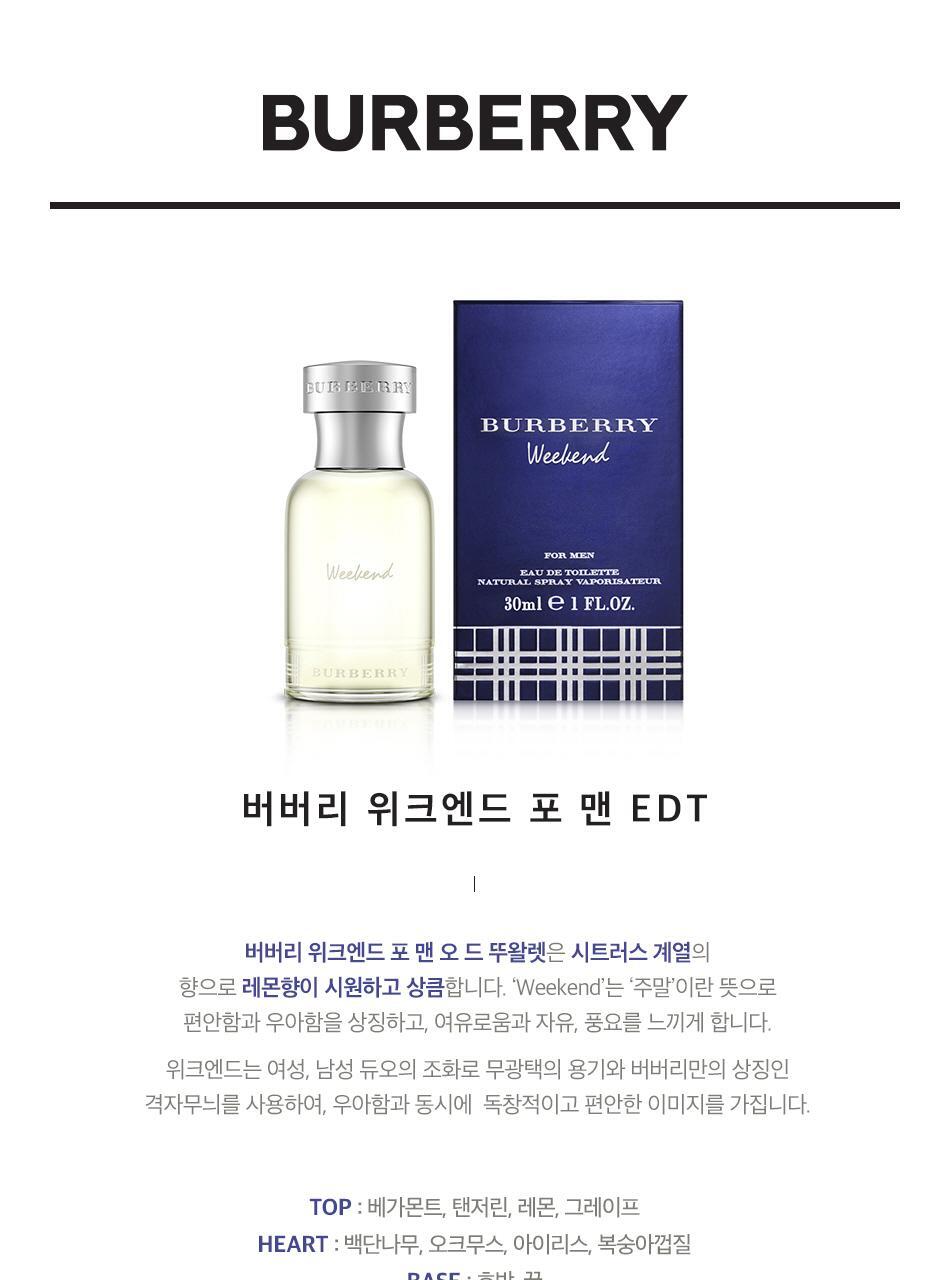 BURBERRY
BURBERRY
BURBERRY
Weekend
Weekend
FOR MEN
EAU DE TOILETTE
NATURAL SPRAY VAPORISATEUR
30ml e 1 FL.OZ.
BURBERRY
버버리 위크엔드 포 맨 EDT
버버리 위크엔드 포 맨 오 드 뚜왈렛은 시트러스 계열의
향으로 레몬향이 시원하고 상큼합니다. ‘Weekend’는 ‘주말’이란 뜻으로
편안함과 우아함을 상징하고, 여유로움과 자유, 풍요를 느끼게 합니다.
위크엔드는 여성, 남성 듀오의 조화로 무광택의 용기와 버버리만의 상징인
격자무늬를 사용하여, 우아함과 동시에 독창적이고 편안한 이미지를 가집니다.
TOP : 베가몬트, 탠저린, 레몬, 그레이프
HEART : 백단나무, 오크무스, 아이리스, 복숭아껍질
BASE :